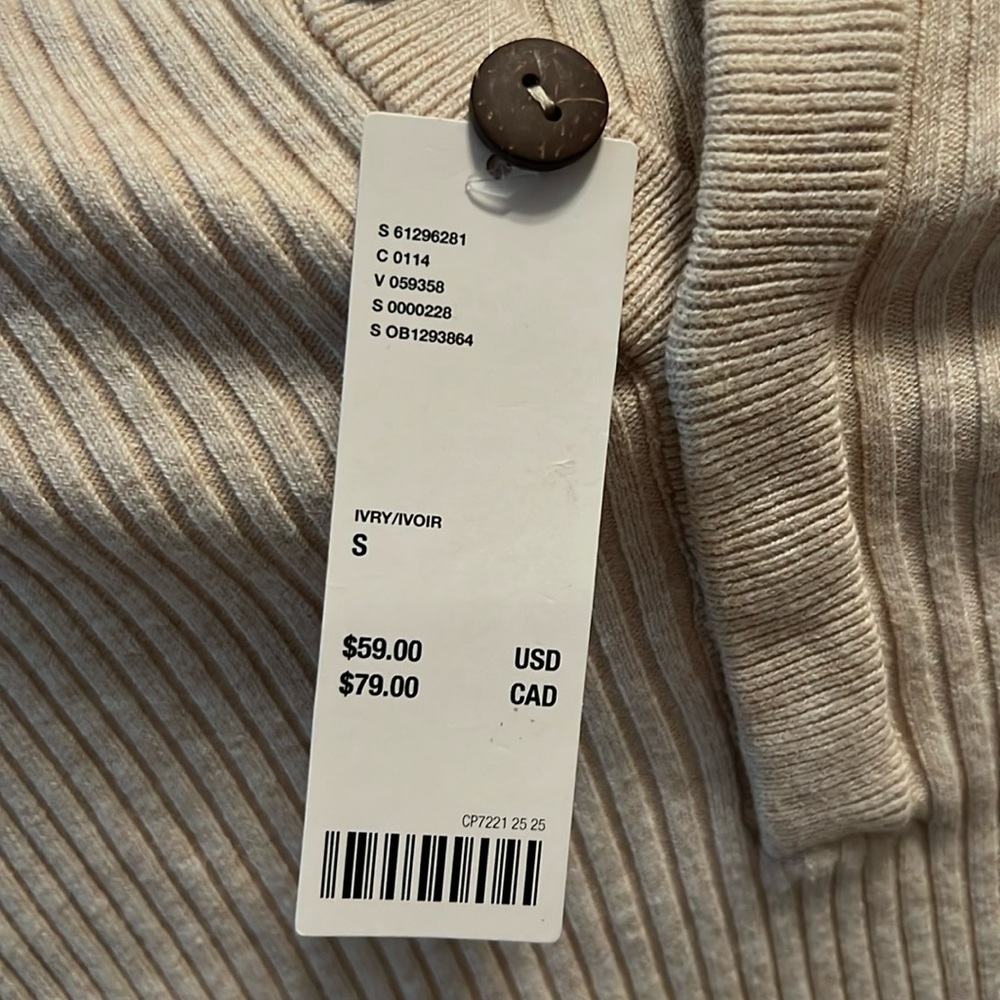 S 61296281
C 0114
V 059358
S 0000228
S OB1293864
IVRY/IVOIR
S
$59.00 USD
$79.00 CAD
CP7221 25 25